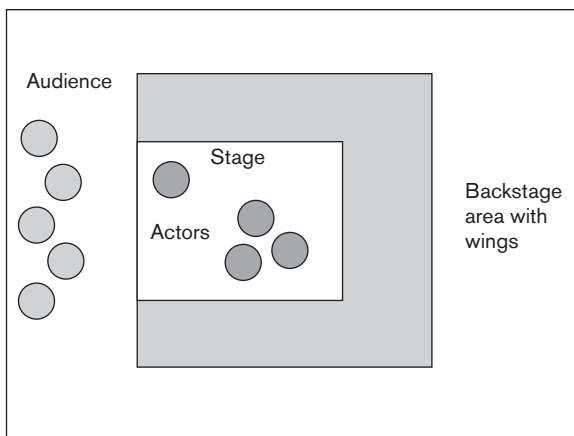 Audience
Stage
Actors
Backstage
area with
wings